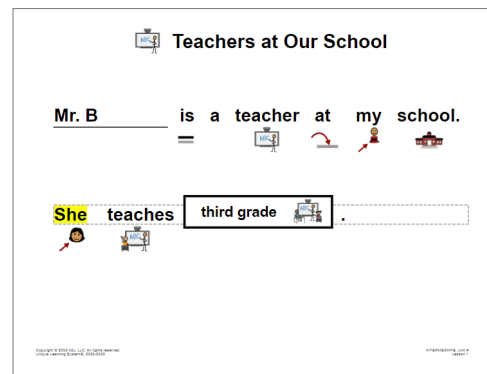 Teachers at Our School
Mr. B is a teacher at my school.
She teaches third grade .